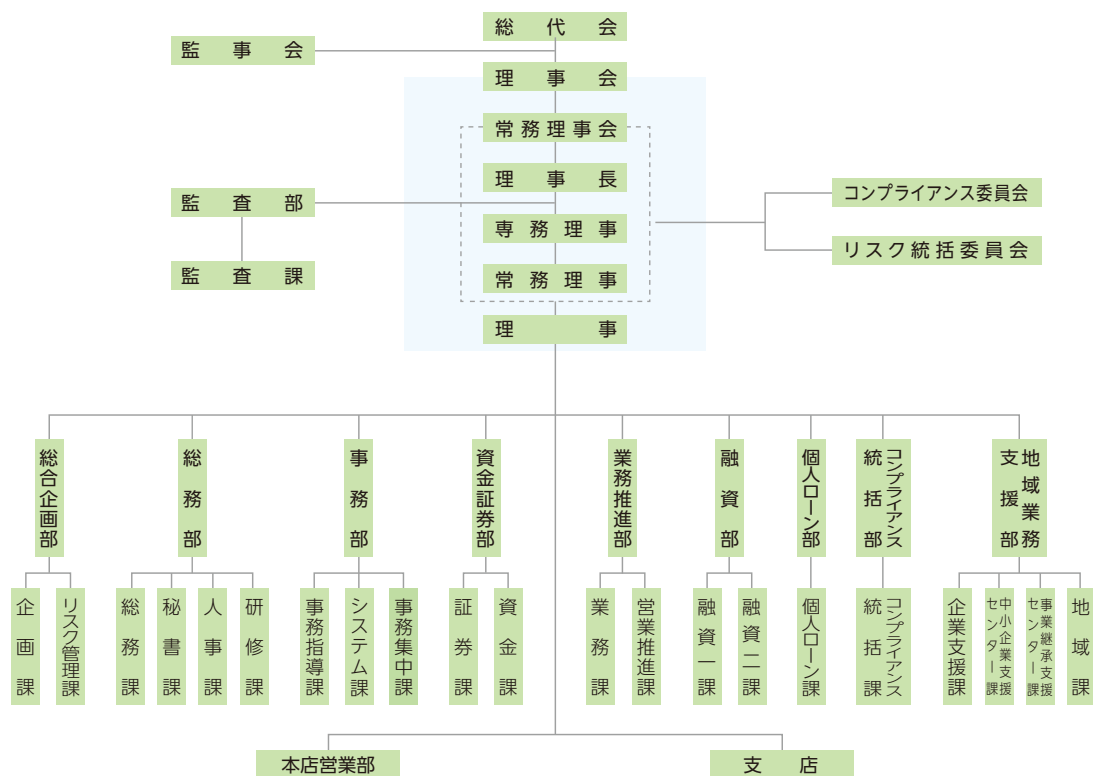 総代会
監事会
理事会
常務理事会
理事長
監査部
専務理事
監査課
常務理事
理事
コンプライアンス委員会
リスク統括委員会
総合企画部
総務部
事務部
資金証券部
業務推進部
融資部
個人ローン部
コンプライアンス
統括部
地域業務
支援部
企画課
リスク管理課
総務課
秘書課
人事課
研修課
事務指導課
システム課
事務集中課
証券課
資金課
業務課
営業推進課
融資一課
融資二課
個人ローン課
コンプライアンス
統括課
企業支援課
中小企業支援
センター課
事業継承支援
センター課
地域課
本店営業部
支店